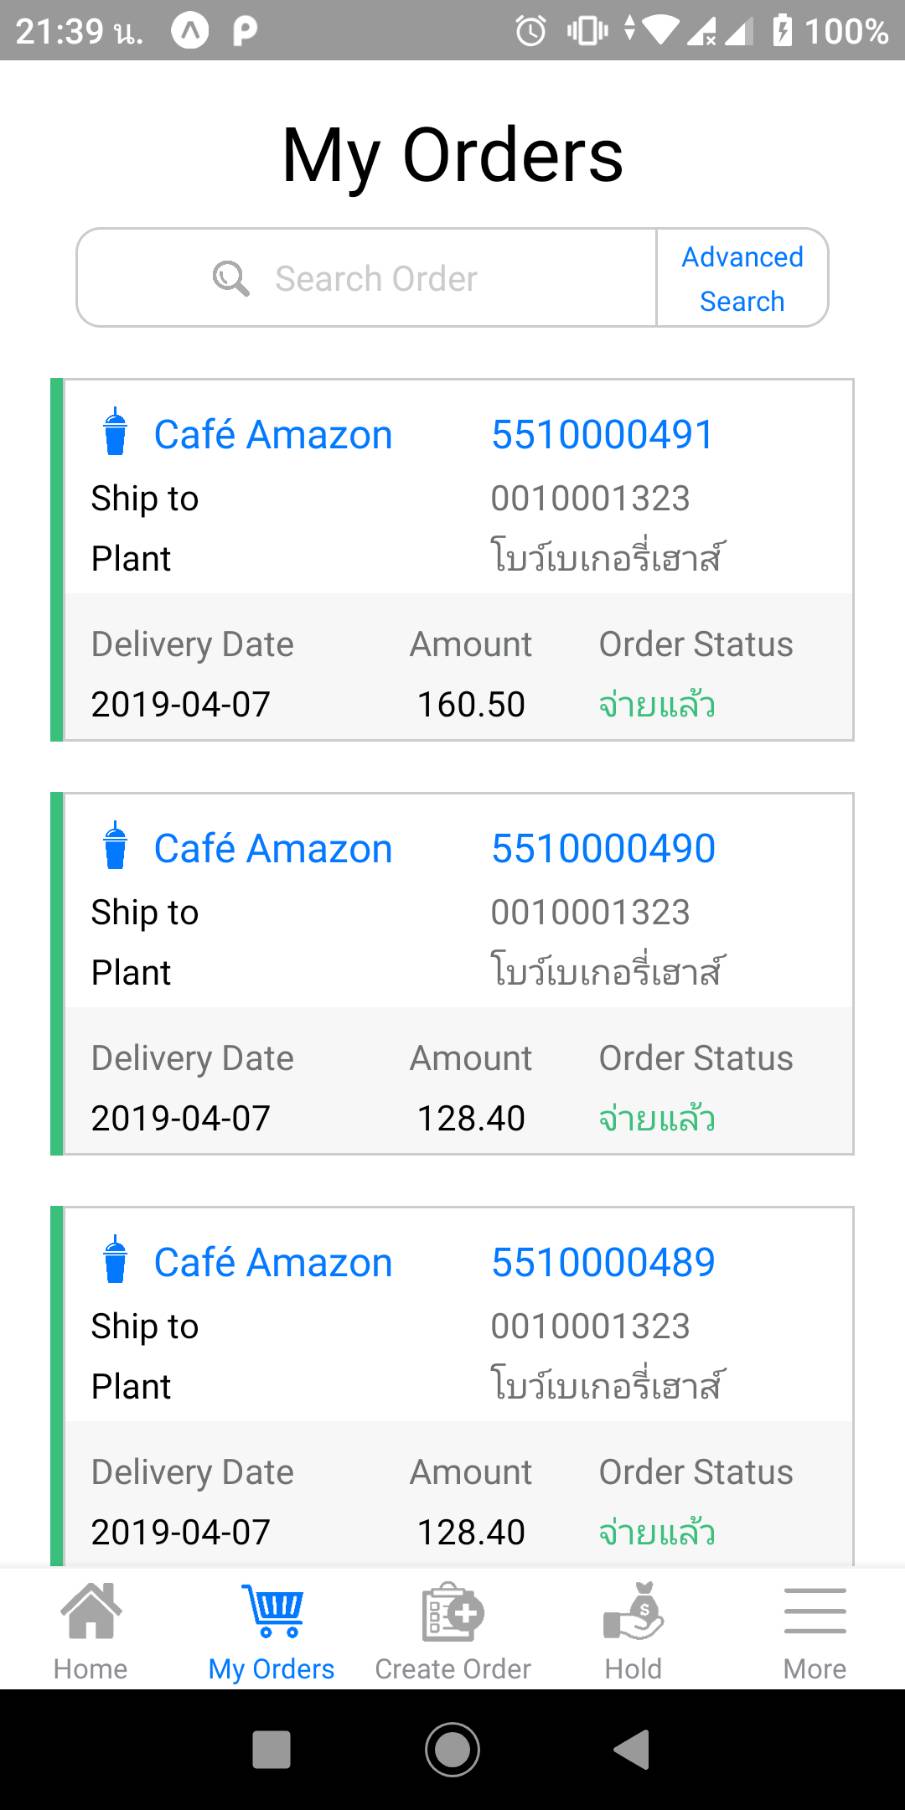 21:39 น. 100%
My Orders
Search Order
Advanced Search
Café Amazon 5510000491
Ship to 0010001323
Plant โบว์เบเกอรี่เฮาส์
Delivery Date Amount Order Status
2019-04-07 160.50 จ่ายแล้ว
Café Amazon 5510000490
Ship to 0010001323
Plant โบว์เบเกอรี่เฮาส์
Delivery Date Amount Order Status
2019-04-07 128.40 จ่ายแล้ว
Café Amazon 5510000489
Ship to 0010001323
Plant โบว์เบเกอรี่เฮาส์
Delivery Date Amount Order Status
2019-04-07 128.40 จ่ายแล้ว
Home My Orders Create Order Hold More